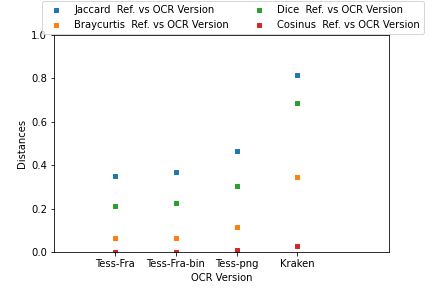 Jaccard Ref. vs OCR Version
Dice Ref. vs OCR Version
Braycurtis Ref. vs OCR Version
Cosinus Ref. vs OCR Version
1.0
0.8
0.6
0.4
0.2
0.0
Distances
Tess-Fra
Tess-Fra-bin
Tess-png
Kraken
OCR Version